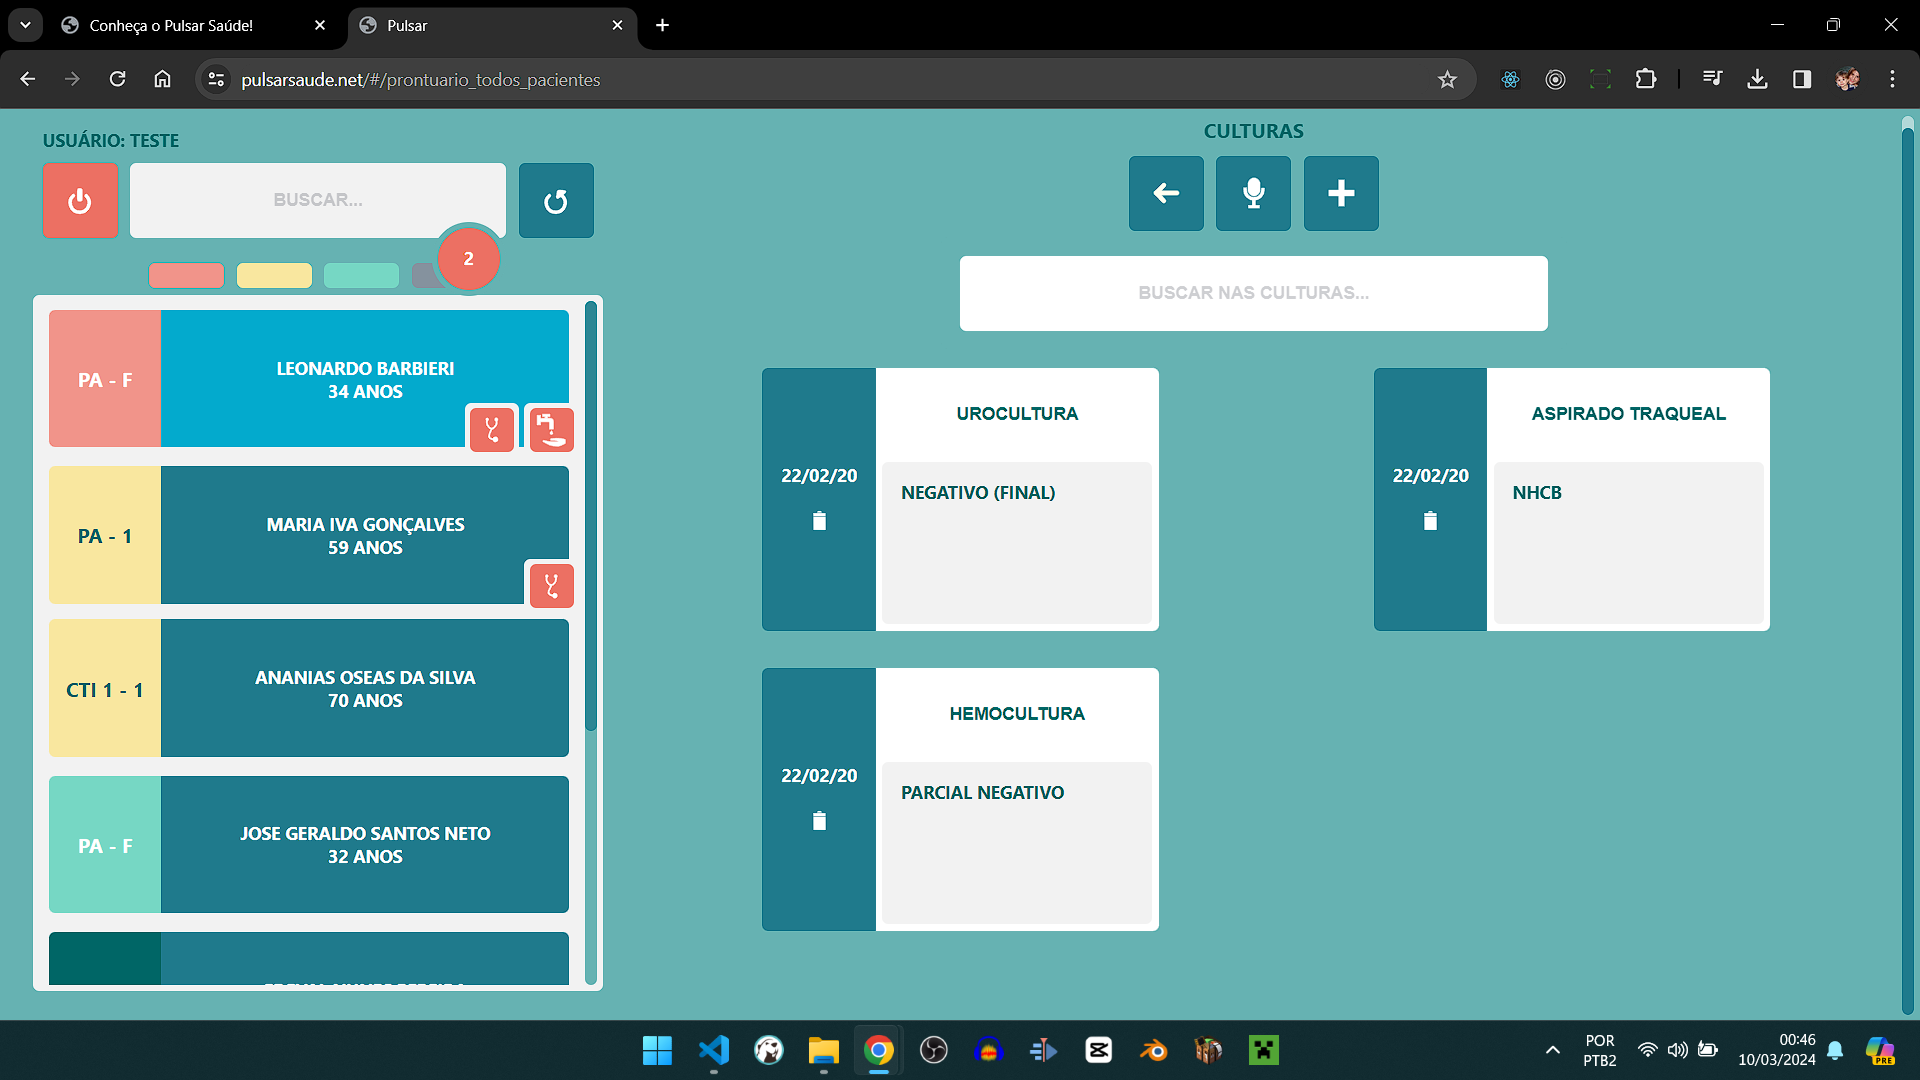 Conheça o Pulsar Saúde!
Pulsar
pulsarsaude.net/#/prontuario_todos_pacientes
USUÁRIO: TESTE
BUSCAR...
2
PA - F
LEONARDO BARBIERI
34 ANOS
PA - 1
MARIA IVA GONÇALVES
59 ANOS
CTI 1 - 1
ANANIAS OSEAS DA SILVA
70 ANOS
PA - F
JOSE GERALDO SANTOS NETO
32 ANOS
CULTURAS
BUSCAR NAS CULTURAS...
22/02/20
UROCULTURA
NEGATIVO (FINAL)
22/02/20
ASPIRADO TRAQUEAL
NHCB
22/02/20
HEMOCULTURA
PARCIAL NEGATIVO
POR
PTB2
00:46
10/03/2024
PRE